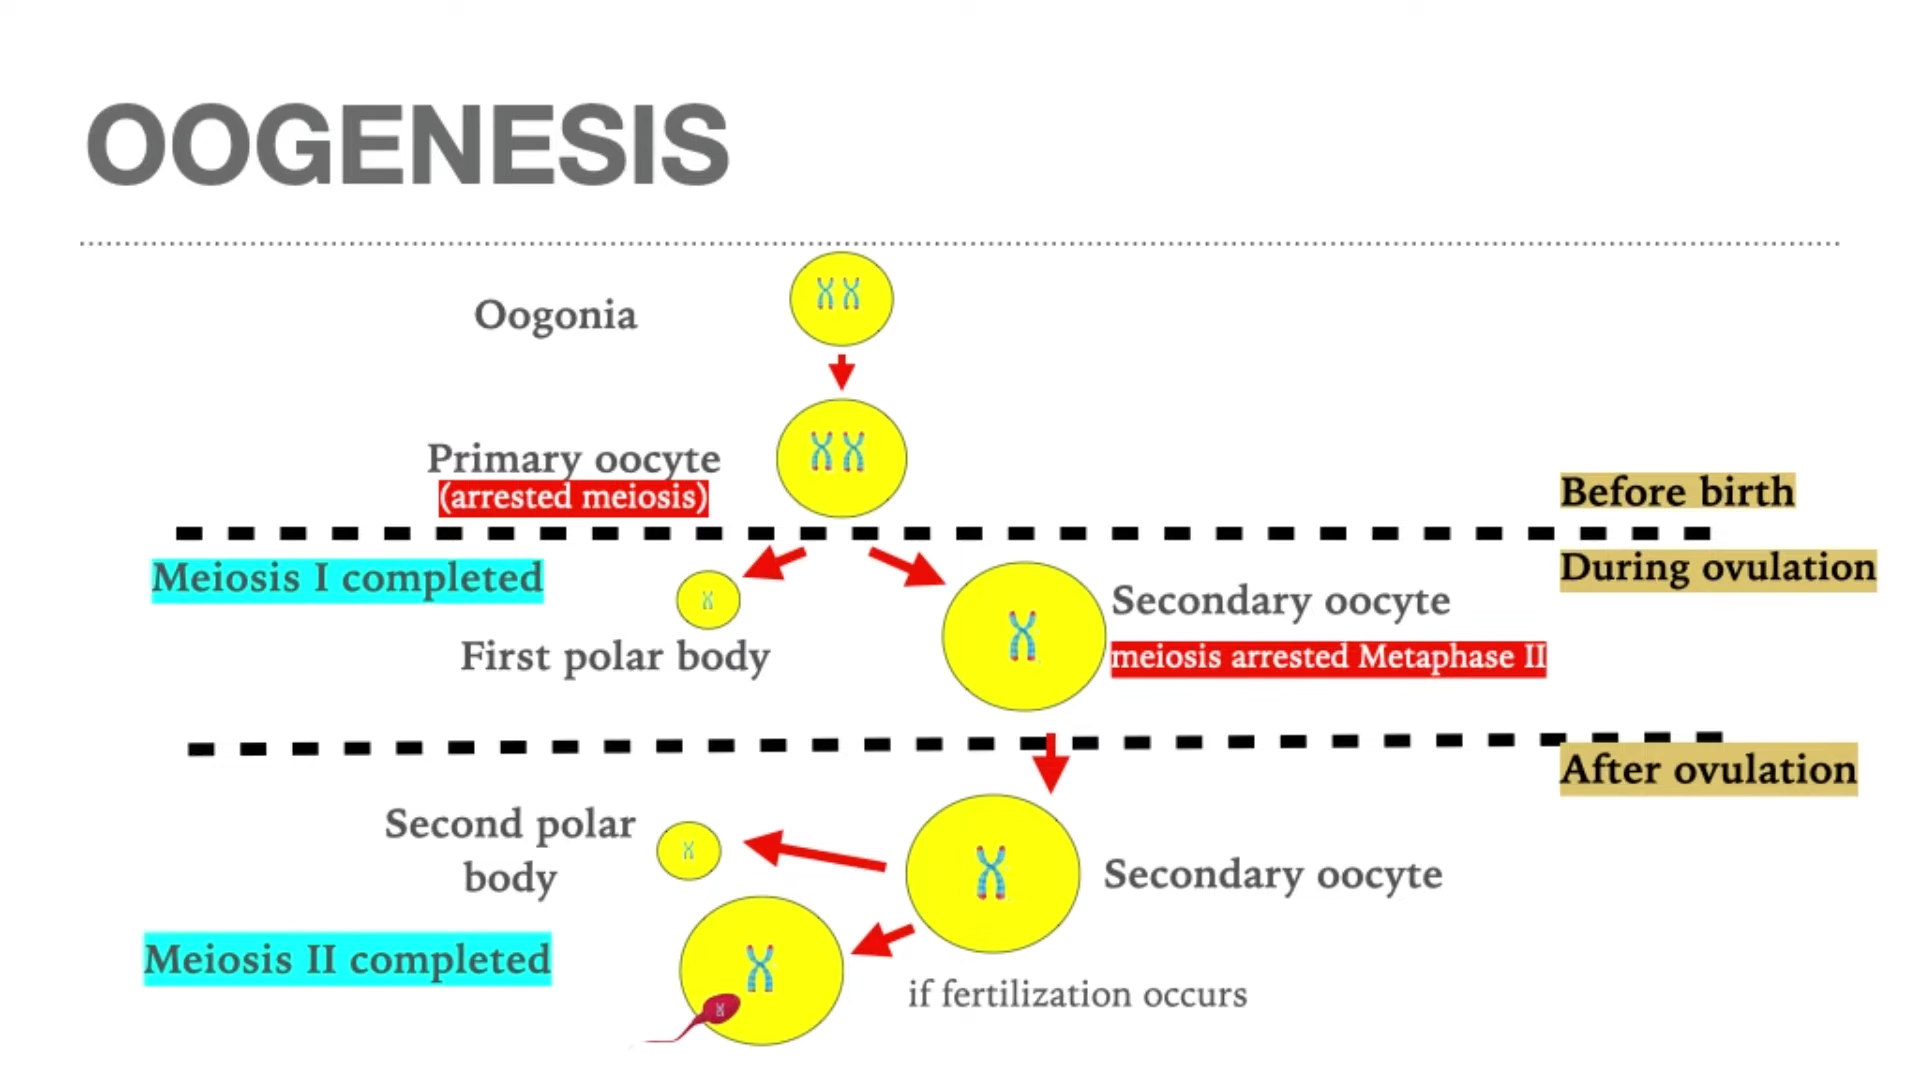 OOGENESIS
Oogonia
Primary oocyte
(arrested meiosis)
Before birth
During ovulation
Meiosis I completed
First polar body
Secondary oocyte
meiosis arrested Metaphase II
After ovulation
Second polar
body
Secondary oocyte
Meiosis II completed
if fertilization occurs